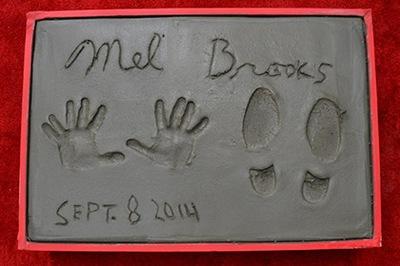 Mel Brooks
SEPT. 8 2014